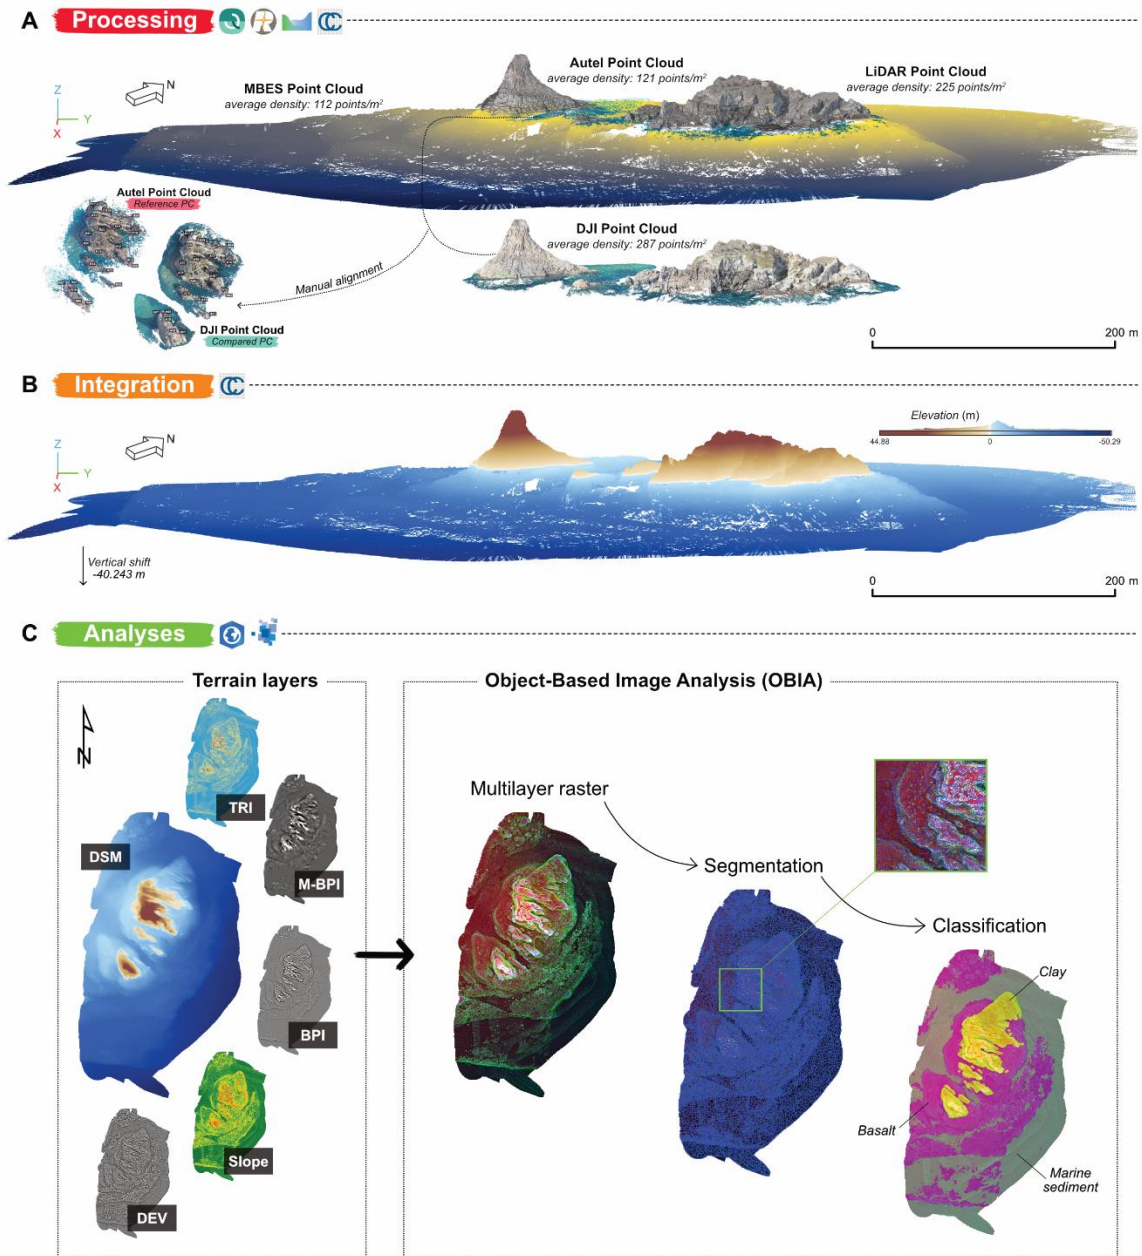 A Processing
MBES Point Cloud
average density: 112 points/m²
Autel Point Cloud
average density: 121 points/m²
LiDAR Point Cloud
average density: 225 points/m²
Z
Y
X
N
Autel Point Cloud
Reference PC
DJI Point Cloud
average density: 287 points/m²
Manual alignment
DJI Point Cloud
Compared PC
0
200 m
B Integration
Elevation (m)
44.88
0
-50.29
Z
Y
X
N
Vertical shift
-40.243 m
0
200 m
C Analyses
Terrain layers
N
TRI
DSM
M-BPI
BPI
Slope
DEV
Object-Based Image Analysis (OBIA)
Multilayer raster
Segmentation
Classification
Clay
Basalt
Marine
sediment